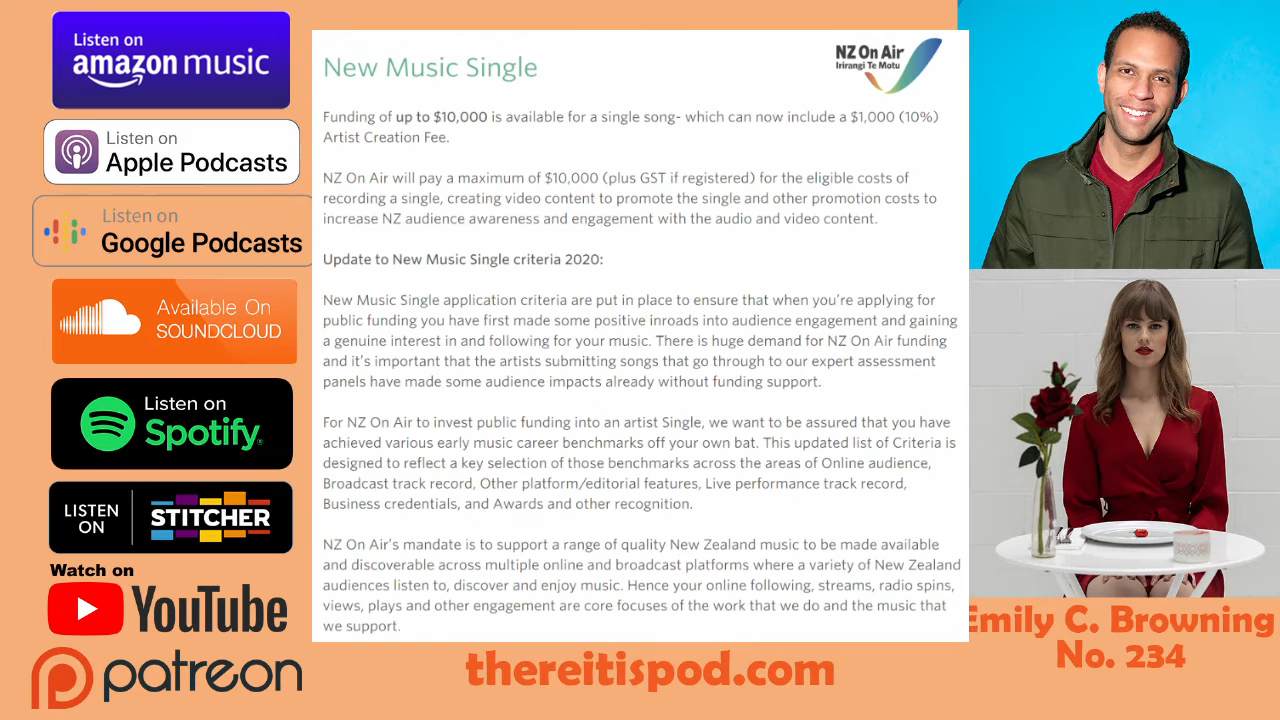 Listen on
amazon music
Listen on
Apple Podcasts
Listen on
Google Podcasts
Available On
SOUNDCLOUD
Listen on
Spotify
LISTEN
ON
STITCHER
Watch on
YouTube
patreon
New Music Single
NZ On Air
Irirangi Te Motu
Funding of up to $10,000 is available for a single song- which can now include a $1,000 (10%)
Artist Creation Fee.
NZ On Air will pay a maximum of $10,000 (plus GST if registered) for the eligible costs of
recording a single, creating video content to promote the single and other promotion costs to
increase NZ audience awareness and engagement with the audio and video content.
Update to New Music Single criteria 2020:
New Music Single application criteria are put in place to ensure that when you're applying for
public funding you have first made some positive inroads into audience engagement and gaining
a genuine interest in and following for your music. There is huge demand for NZ On Air funding
and it's important that the artists submitting songs that go through to our expert assessment
panels have made some audience impacts already without funding support.
For NZ On Air to invest public funding into an artist Single, we want to be assured that you have
achieved various early music career benchmarks off your own bat. This updated list of Criteria is
designed to reflect a key selection of those benchmarks across the areas of Online audience,
Broadcast track record, Other platform/editorial features, Live performance track record,
Business credentials, and Awards and other recognition.
NZ On Air's mandate is to support a range of quality New Zealand music to be made available
and discoverable across multiple online and broadcast platforms where a variety of New Zealand
audiences listen to, discover and enjoy music. Hence your online following, streams, radio spins,
views, plays and other engagement are core focuses of the work that we do and the music that
we support.
thereitispod.com
Emily C. Browning
No. 234